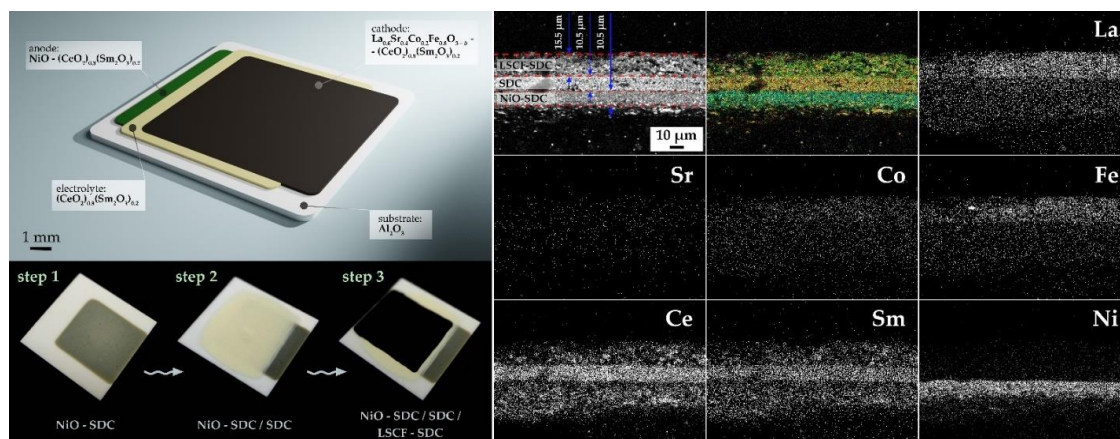 anode:
NiO - (CeO₂)₀.₈(Sm₂O₃)₀.₂
cathode:
La₀.₆Sr₀.₄Co₀.₂Fe₀.₈O₃₋δ -
- (CeO₂)₀.₈(Sm₂O₃)₀.₂
electrolyte:
(CeO₂)₀.₈(Sm₂O₃)₀.₂
substrate:
Al₂O₃
1 mm
step 1
step 2
step 3
NiO - SDC
NiO - SDC / SDC
NiO - SDC / SDC /
LSCF - SDC
15.5 µm
10.5 µm
10.5 µm
LSCF-SDC
SDC
NiO-SDC
10 µm
La
Sr
Co
Fe
Ce
Sm
Ni